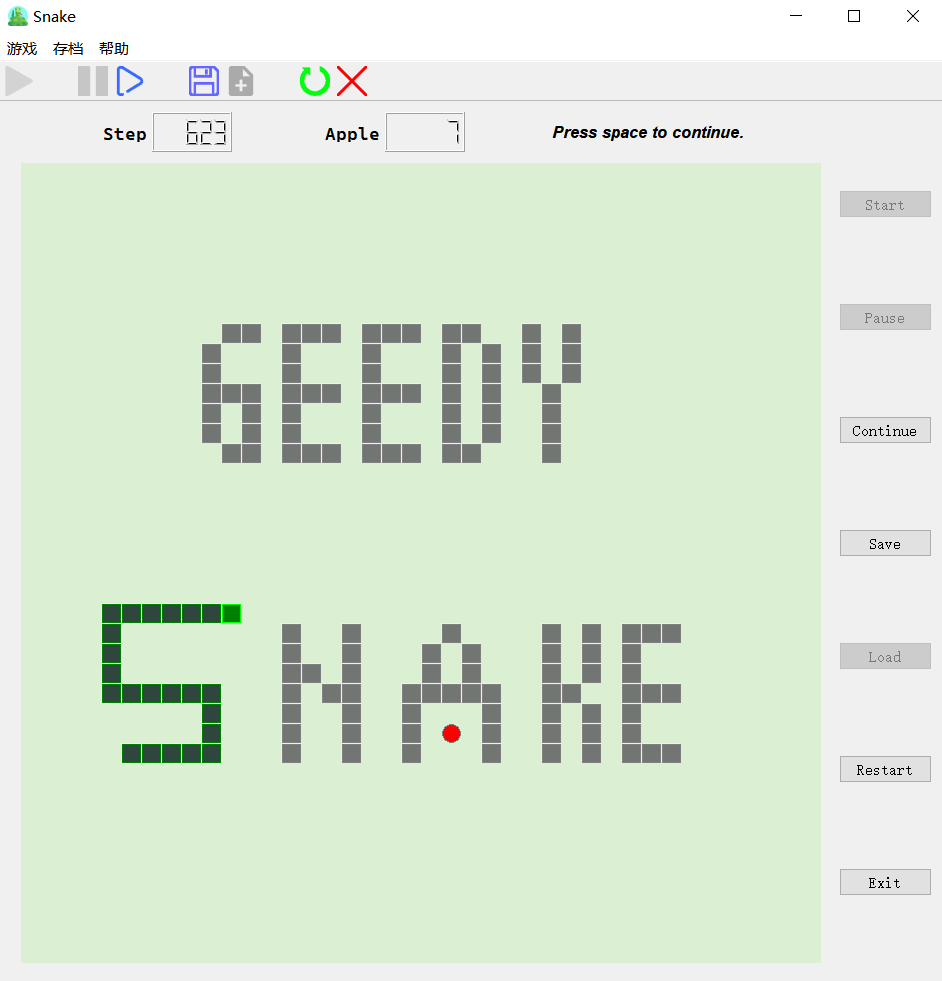 Snake
游戏 存档 帮助
Step 623 Apple 7 Press space to continue.
Start
Pause
GEEDY
Continue
Save
SNAKE
Load
Restart
Exit